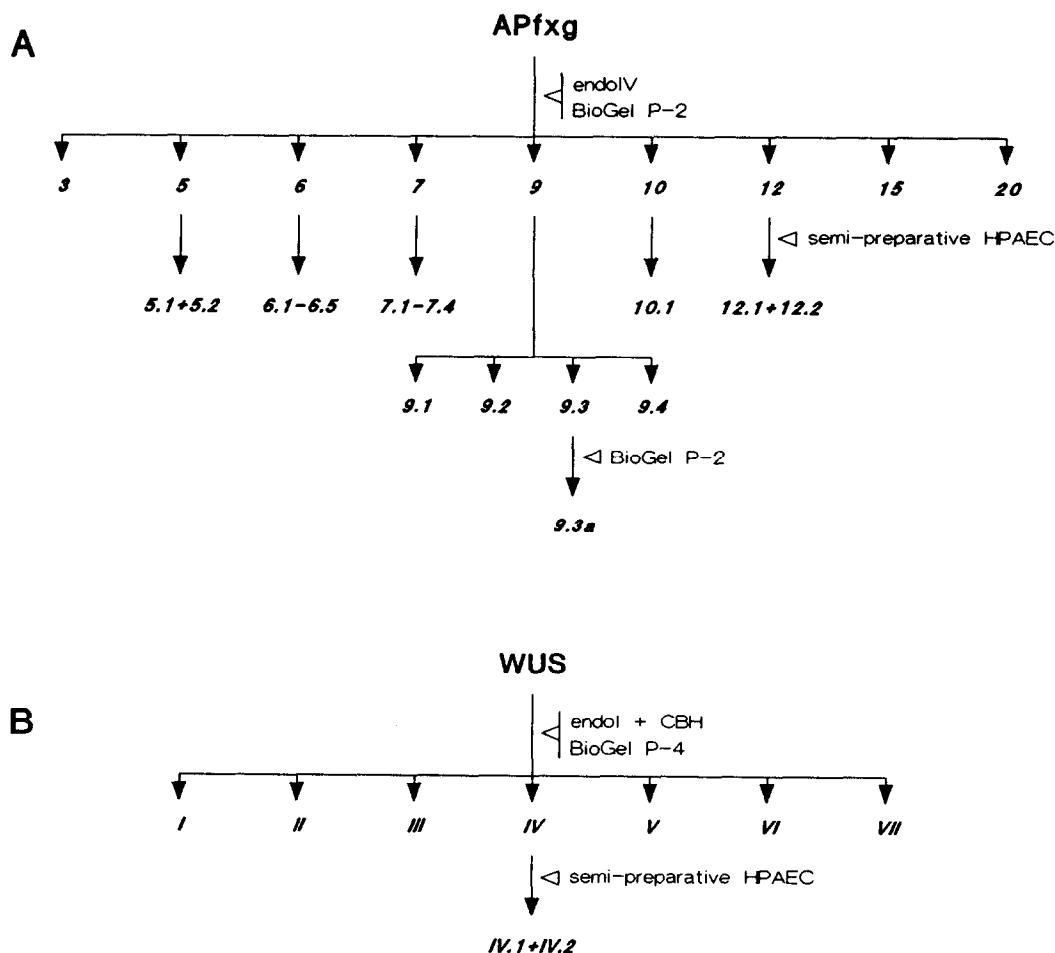 A
APfxg
endoIV
BioGel P-2
3 5 6 7 9 10 12 15 20
semi-preparative HPAEC
5.1+5.2 6.1-6.5 7.1-7.4 10.1 12.1+12.2
9.1 9.2 9.3 9.4
BioGel P-2
9.3a
WUS
B
endoI + CBH
BioGel P-4
I II III IV V VI VII
semi-preparative HPAEC
IV.1+IV.2